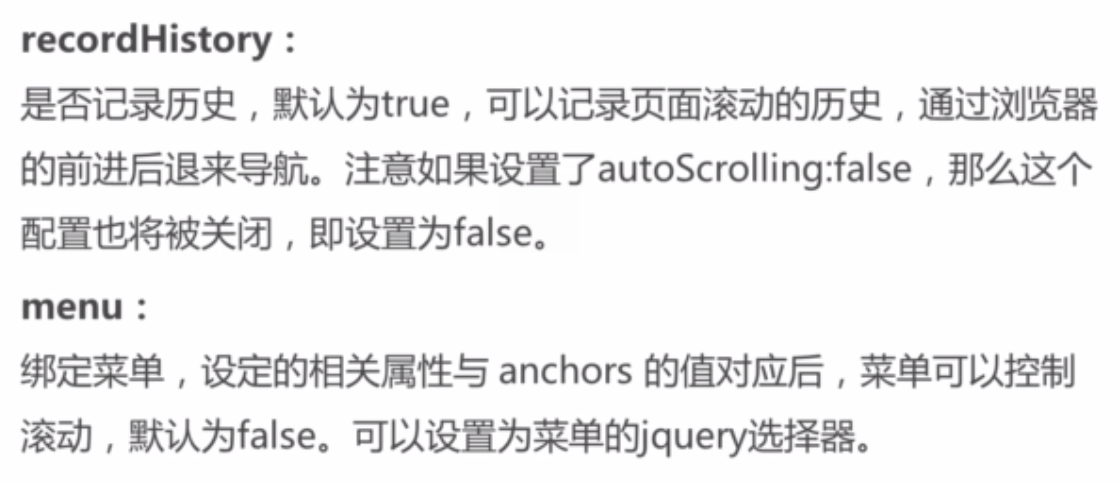 recordHistory：
是否记录历史，默认为true，可以记录页面滚动的历史，通过浏览器
的前进后退来导航。注意如果设置了autoScrolling:false，那么这个
配置也将被关闭，即设置为false。
menu：
绑定菜单，设定的相关属性与 anchors 的值对应后，菜单可以控制
滚动，默认为false。可以设置为菜单的jquery选择器。